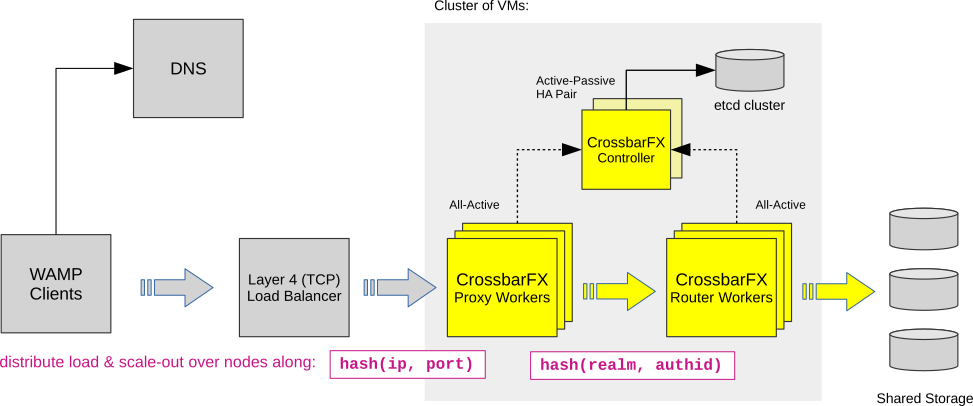 Cluster of VMs:
DNS
Active-Passive
HA Pair
etcd cluster
CrossbarFX
Controller
All-Active
All-Active
WAMP
Clients
Layer 4 (TCP)
Load Balancer
CrossbarFX
Proxy Workers
CrossbarFX
Router Workers
distribute load & scale-out over nodes along:
hash(ip, port)
hash(realm, authid)
Shared Storage